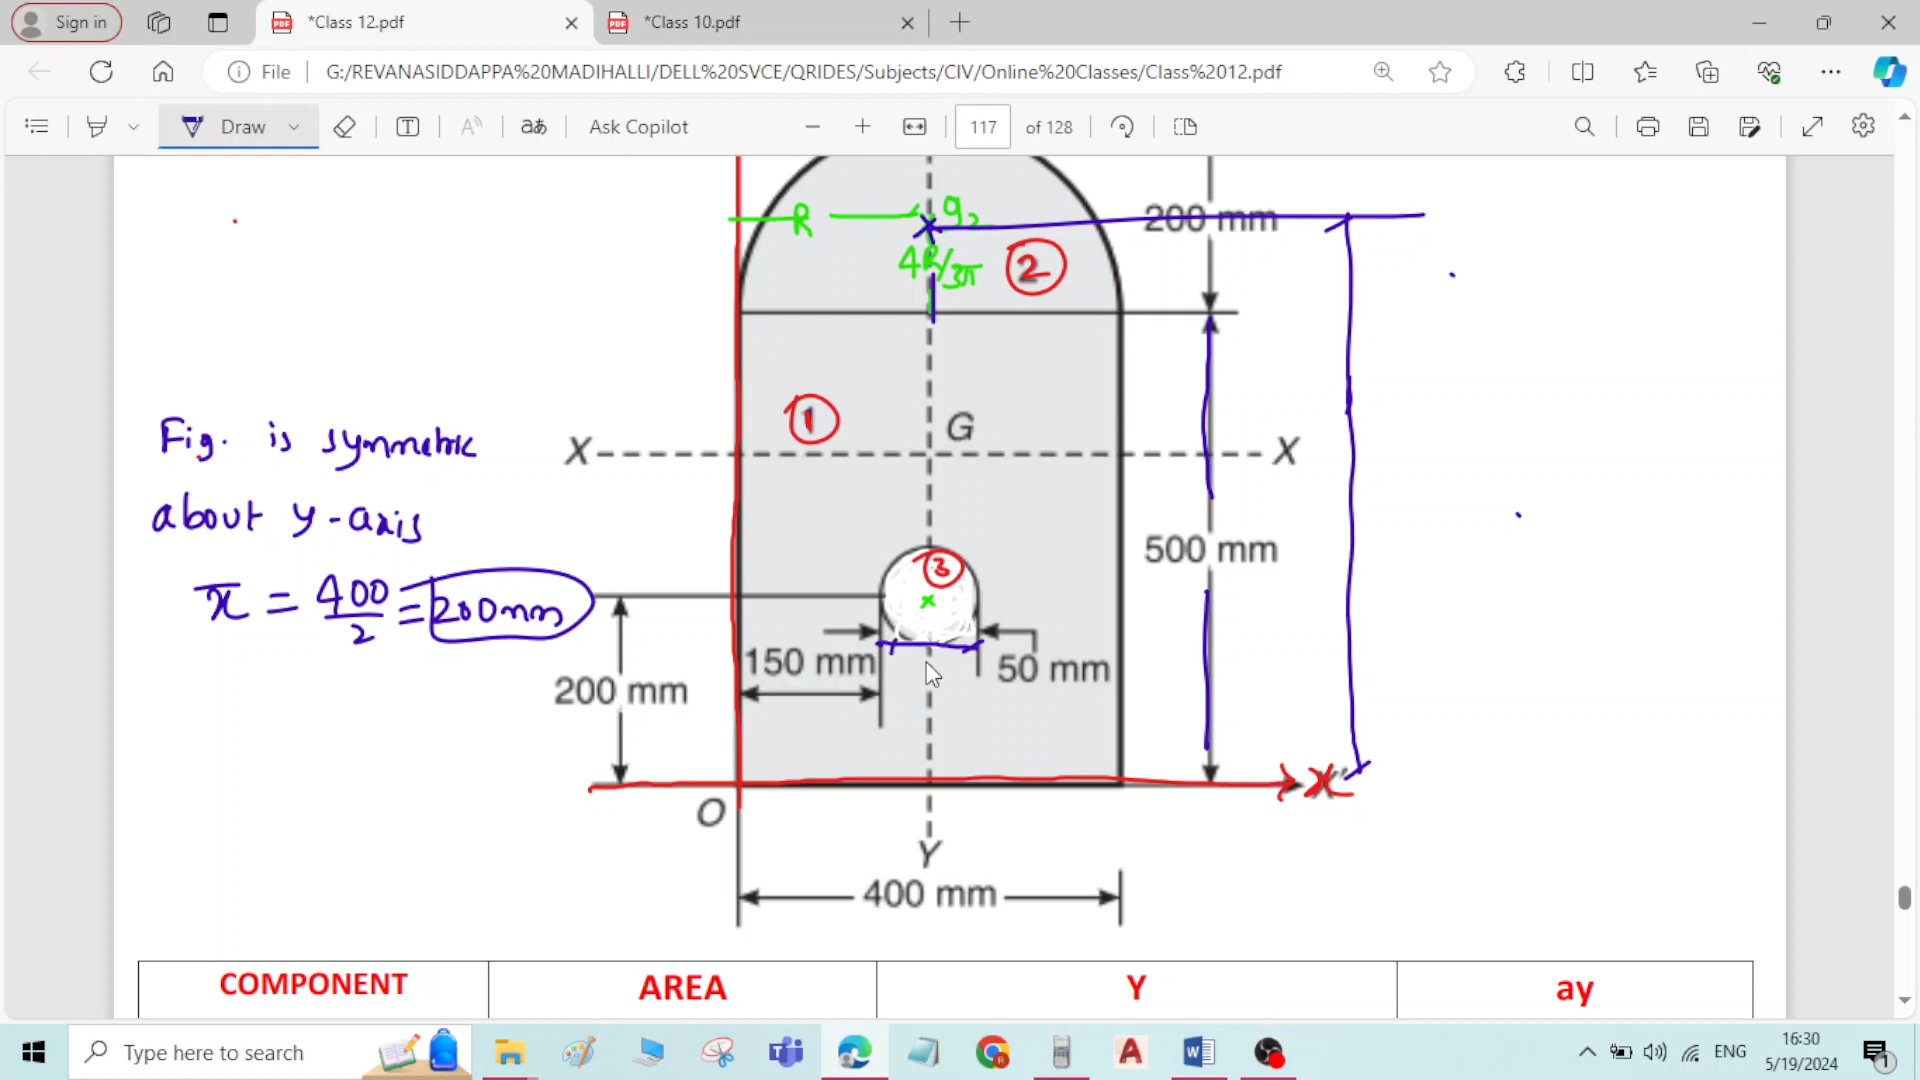 Sign in
*Class 12.pdf
*Class 10.pdf
File
G:/REVANASIDDAPPA%20MADIHALLI/DELL%20SVCE/QRIDES/Subjects/CIV/Online%20Classes/Class%2012.pdf
Draw
Ask Copilot
117 of 128
R
g2
4R/3π
2
200 mm
1
G
X
X
Fig. is symmetric
about y-axis
x̄ = 400/2 = 200mm
500 mm
3
150 mm
50 mm
200 mm
x
O
Y
400 mm
COMPONENT AREA Y ay
Type here to search
ENG
16:30
5/19/2024
1